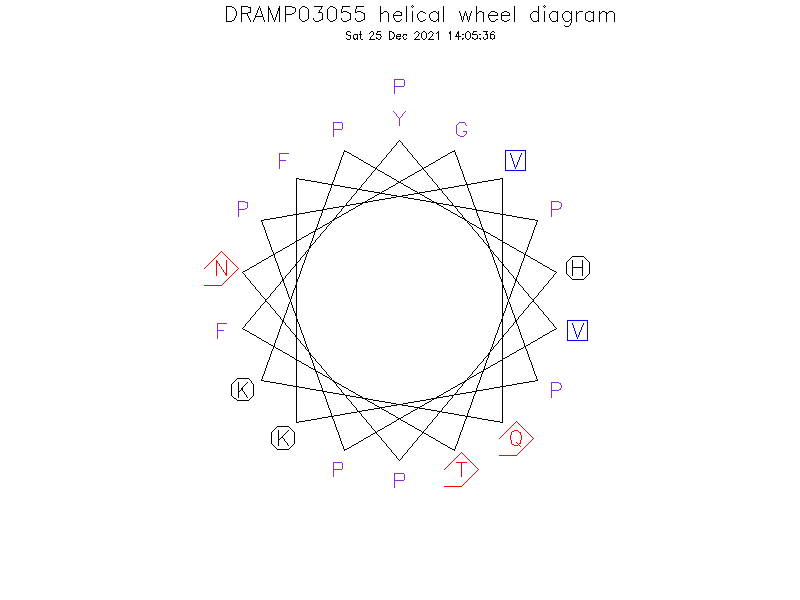 DRAMP03055 helical wheel diagram
Sat 25 Dec 2021 14:05:36
P
Y
P G
F V
P P
N H
F V
K P
K Q
P T
P